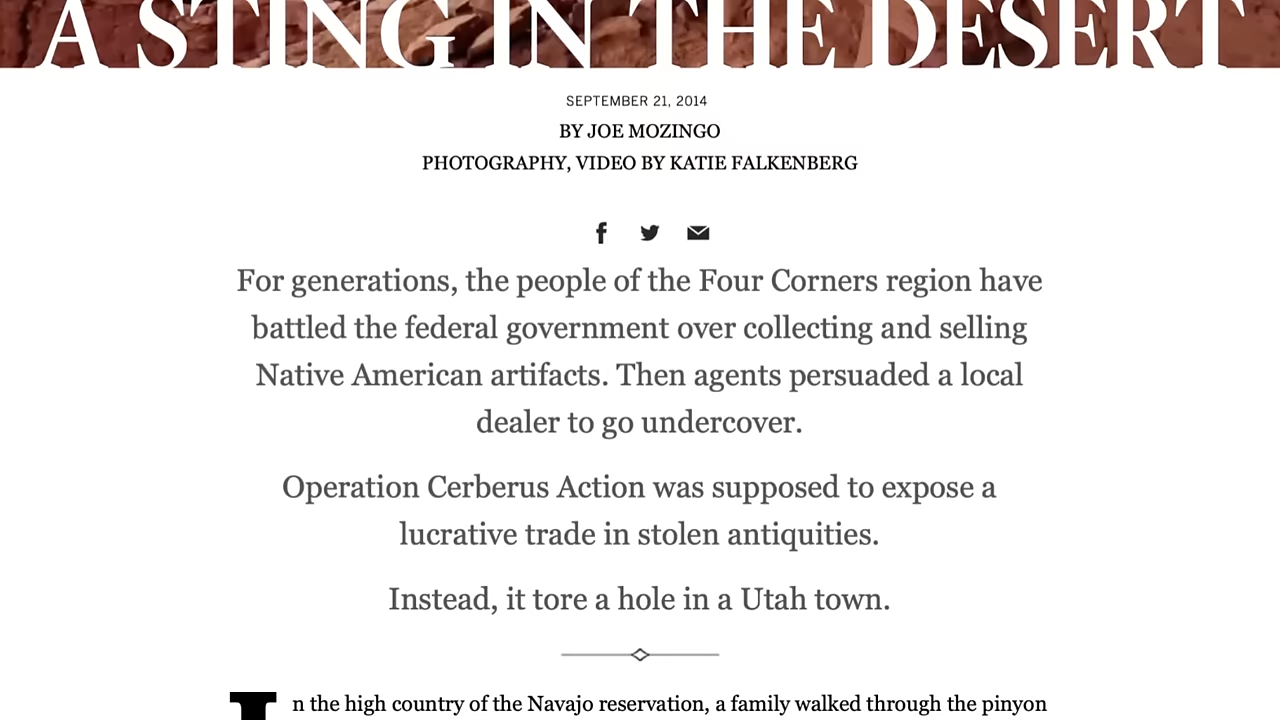 A STING IN THE DESERT
SEPTEMBER 21, 2014
BY JOE MOZINGO
PHOTOGRAPHY, VIDEO BY KATIE FALKENBERG
For generations, the people of the Four Corners region have
battled the federal government over collecting and selling
Native American artifacts. Then agents persuaded a local
dealer to go undercover.
Operation Cerberus Action was supposed to expose a
lucrative trade in stolen antiquities.
Instead, it tore a hole in a Utah town.
In the high country of the Navajo reservation, a family walked through the pinyon